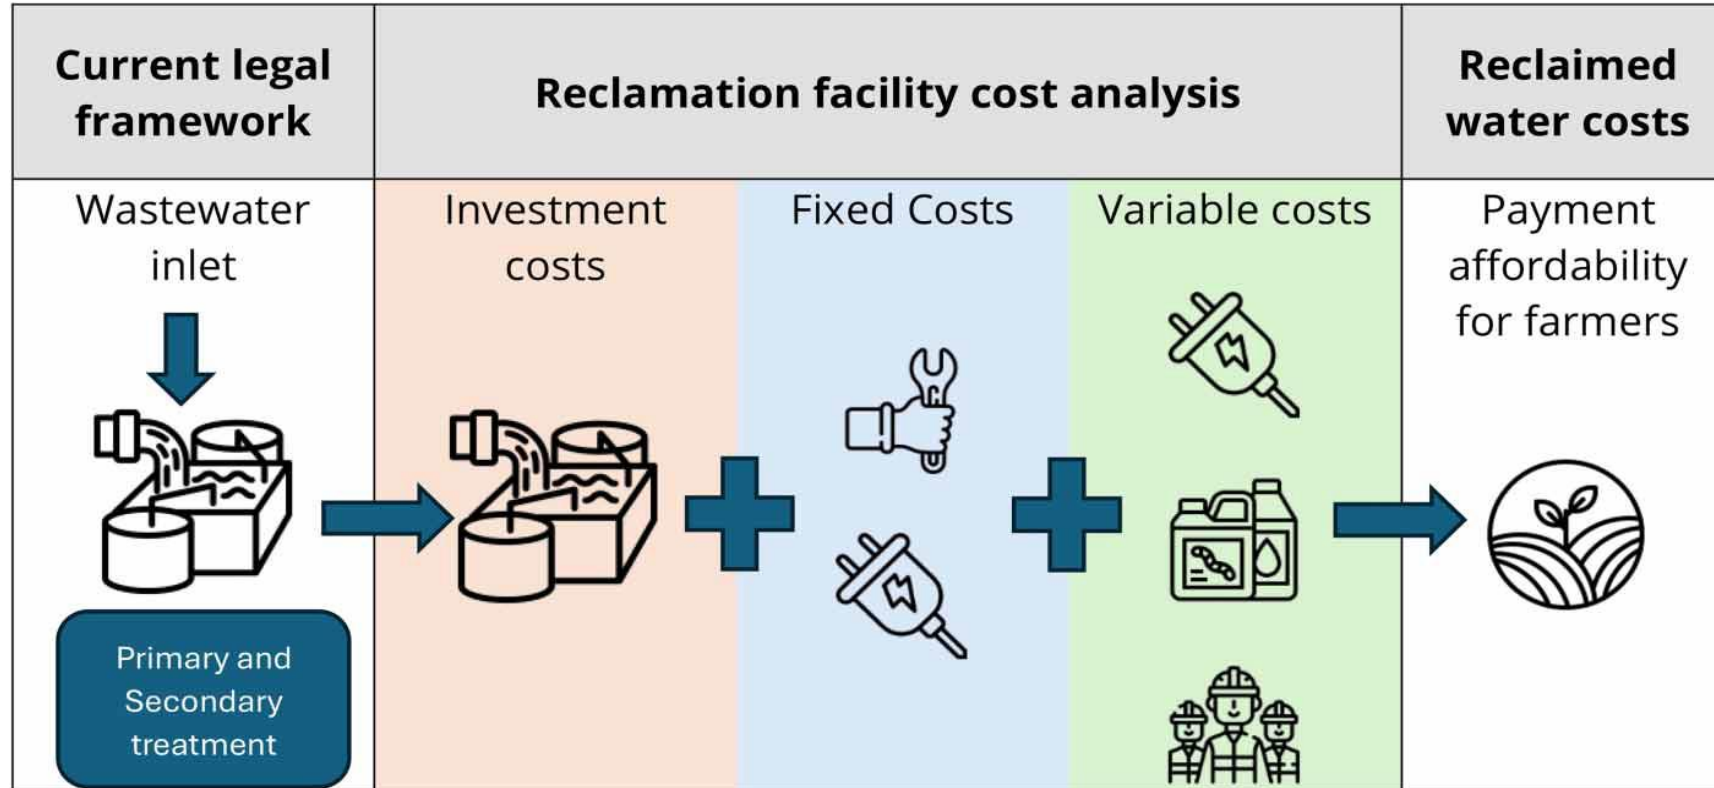 Current legal
framework
Reclamation facility cost analysis
Reclaimed
water costs
Wastewater
inlet
Investment
costs
Fixed Costs
Variable costs
Payment
affordability
for farmers
Primary and
Secondary
treatment